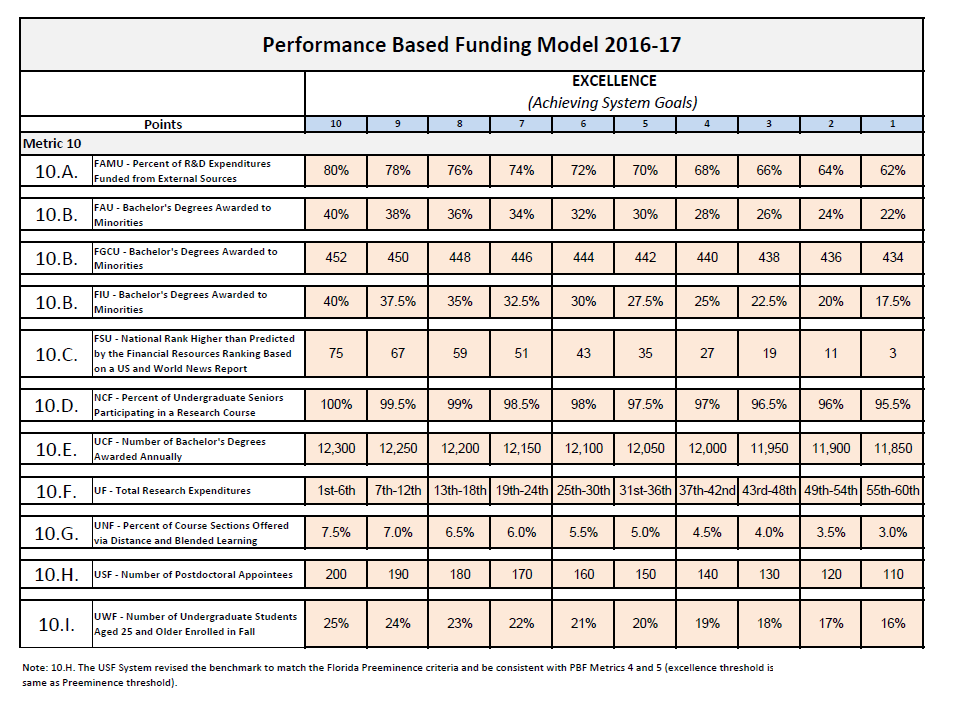 Performance Based Funding Model 2016-17
EXCELLENCE
(Achieving System Goals)
Points 10 9 8 7 6 5 4 3 2 1
Metric 10
10.A. FAMU - Percent of R&D Expenditures
Funded from External Sources 80% 78% 76% 74% 72% 70% 68% 66% 64% 62%
10.B. FAU - Bachelor's Degrees Awarded to
Minorities 40% 38% 36% 34% 32% 30% 28% 26% 24% 22%
10.B. FGCU - Bachelor's Degrees Awarded to
Minorities 452 450 448 446 444 442 440 438 436 434
10.B. FIU - Bachelor's Degrees Awarded to
Minorities 40% 37.5% 35% 32.5% 30% 27.5% 25% 22.5% 20% 17.5%
FSU - National Rank Higher than Predicted
10.C. by the Financial Resources Ranking Based 75 67 59 51 43 35 27 19 11 3
on a US and World News Report
10.D. NCF - Percent of Undergraduate Seniors
Participating in a Research Course 100% 99.5% 99% 98.5% 98% 97.5% 97% 96.5% 96% 95.5%
10.E. UCF - Number of Bachelor's Degrees
Awarded Annually 12,300 12,250 12,200 12,150 12,100 12,050 12,000 11,950 11,900 11,850
10.F. UF - Total Research Expenditures 1st-6th 7th-12th 13th-18th 19th-24th 25th-30th 31st-36th 37th-42nd 43rd-48th 49th-54th 55th-60th
10.G. UNF - Percent of Course Sections Offered
via Distance and Blended Learning 7.5% 7.0% 6.5% 6.0% 5.5% 5.0% 4.5% 4.0% 3.5% 3.0%
10.H. USF - Number of Postdoctoral Appointees 200 190 180 170 160 150 140 130 120 110
10.I. UWF - Number of Undergraduate Students
Aged 25 and Older Enrolled in Fall 25% 24% 23% 22% 21% 20% 19% 18% 17% 16%
Note: 10.H. The USF System revised the benchmark to match the Florida Preeminence criteria and be consistent with PBF Metrics 4 and 5 (excellence threshold is
same as Preeminence threshold).